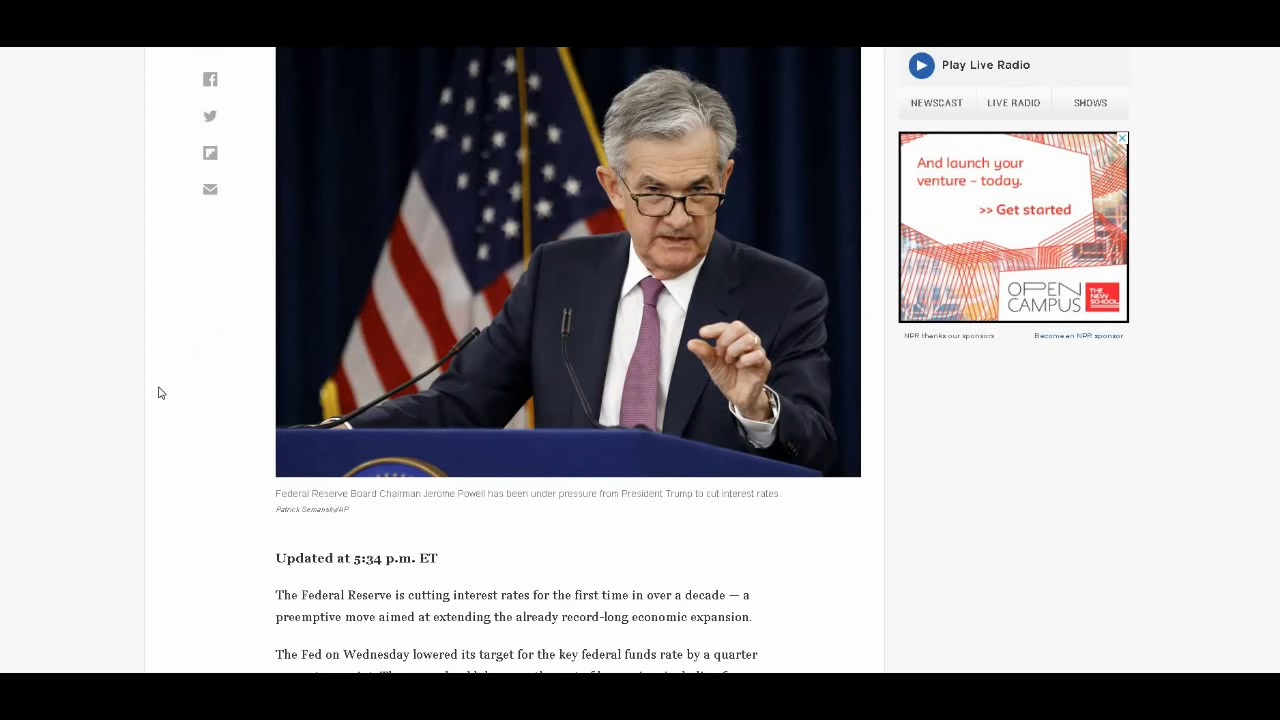 Play Live Radio
NEWSCAST LIVE RADIO SHOWS
And launch your
venture – today.
>> Get started
OPEN
CAMPUS
THE
NEW
SCHOOL
NPR thanks our sponsors Become an NPR sponsor
Federal Reserve Board Chairman Jerome Powell has been under pressure from President Trump to cut interest rates.
Patrick Semansky/AP
Updated at 5:34 p.m. ET
The Federal Reserve is cutting interest rates for the first time in over a decade — a
preemptive move aimed at extending the already record-long economic expansion.
The Fed on Wednesday lowered its target for the key federal funds rate by a quarter